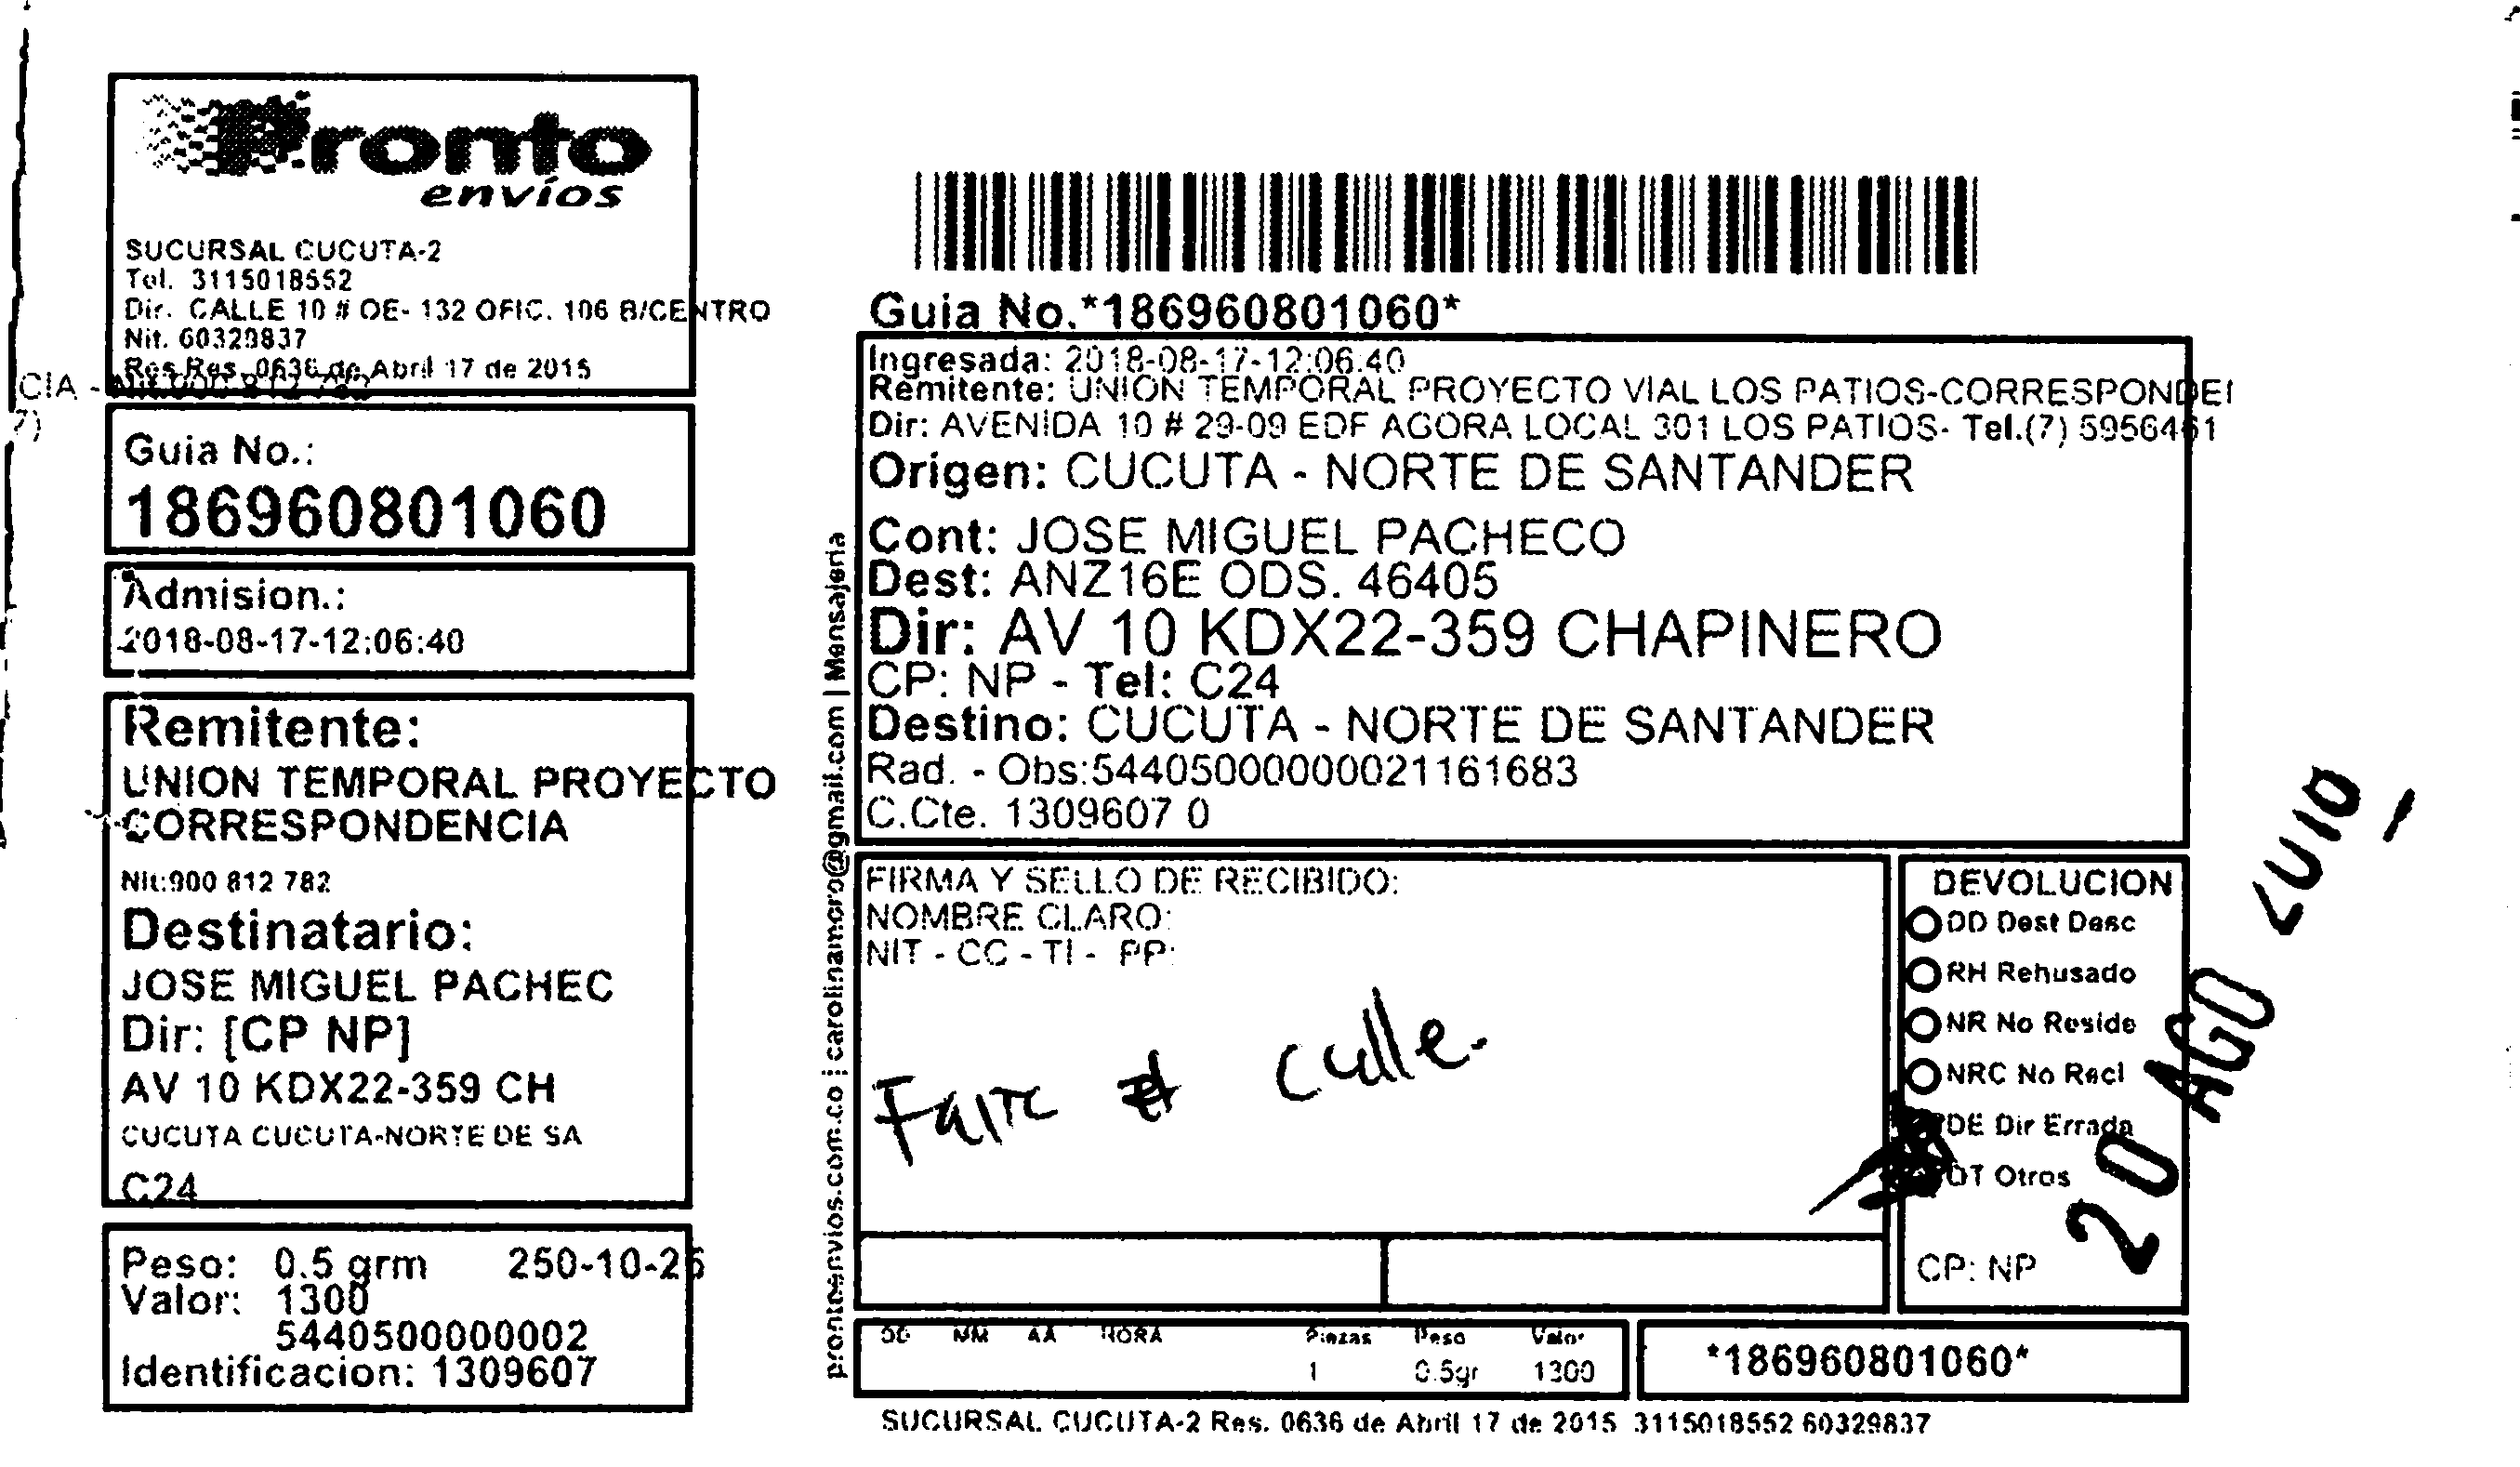 Pronto
envíos
SUCURSAL CUCUTA-2
Tel. 3115018552
Dir. CALLE 10 # OE- 132 OFIC. 106 B/CENTRO
Nit. 60329837
Res.Res. 0636 de Abril 17 de 2015
CIA -
Guia No.:
186960801060
Admision.:
2018-08-17-12:06:40
Remitente:
UNION TEMPORAL PROYECTO
CORRESPONDENCIA
Nit:900 812 782
Destinatario:
JOSE MIGUEL PACHEC
Dir: [CP NP]
AV 10 KDX22-359 CH
CUCUTA CUCUTA-NORTE DE SA
C24
Peso: 0.5 grm 250-10-26
Valor: 1300
5440500000002
Identificacion: 1309607
prontoenvios.com.co | carolinamoro@gmail.com | Mensajeria
Guia No.*186960801060*
Ingresada: 2018-08-17-12:06:40
Remitente: UNION TEMPORAL PROYECTO VIAL LOS PATIOS-CORRESPONDEI
Dir: AVENIDA 10 # 29-09 EDF AGORA LOCAL 301 LOS PATIOS- Tel.(7) 5956461
Origen: CUCUTA - NORTE DE SANTANDER
Cont: JOSE MIGUEL PACHECO
Dest: ANZ16E ODS. 46405
Dir: AV 10 KDX22-359 CHAPINERO
CP: NP - Tel: C24
Destino: CUCUTA - NORTE DE SANTANDER
Rad. - Obs:544050000000021161683
C.Cte. 1309607 0
FIRMA Y SELLO DE RECIBIDO:
NOMBRE CLARO:
NIT - CC - TI - PP:
Falta # calle.
DEVOLUCION
DD Dest Desc
RH Rehusado
NR No Reside
NRC No Recl
DE Dir Errada
OT Otros
CP: NP
20 AGO
DD MM AA HORA Piezas Peso Valor
1 0.5gr 1300
*186960801060*
SUCURSAL CUCUTA-2 Res. 0636 de Abril 17 de 2015 3115018552 60329837